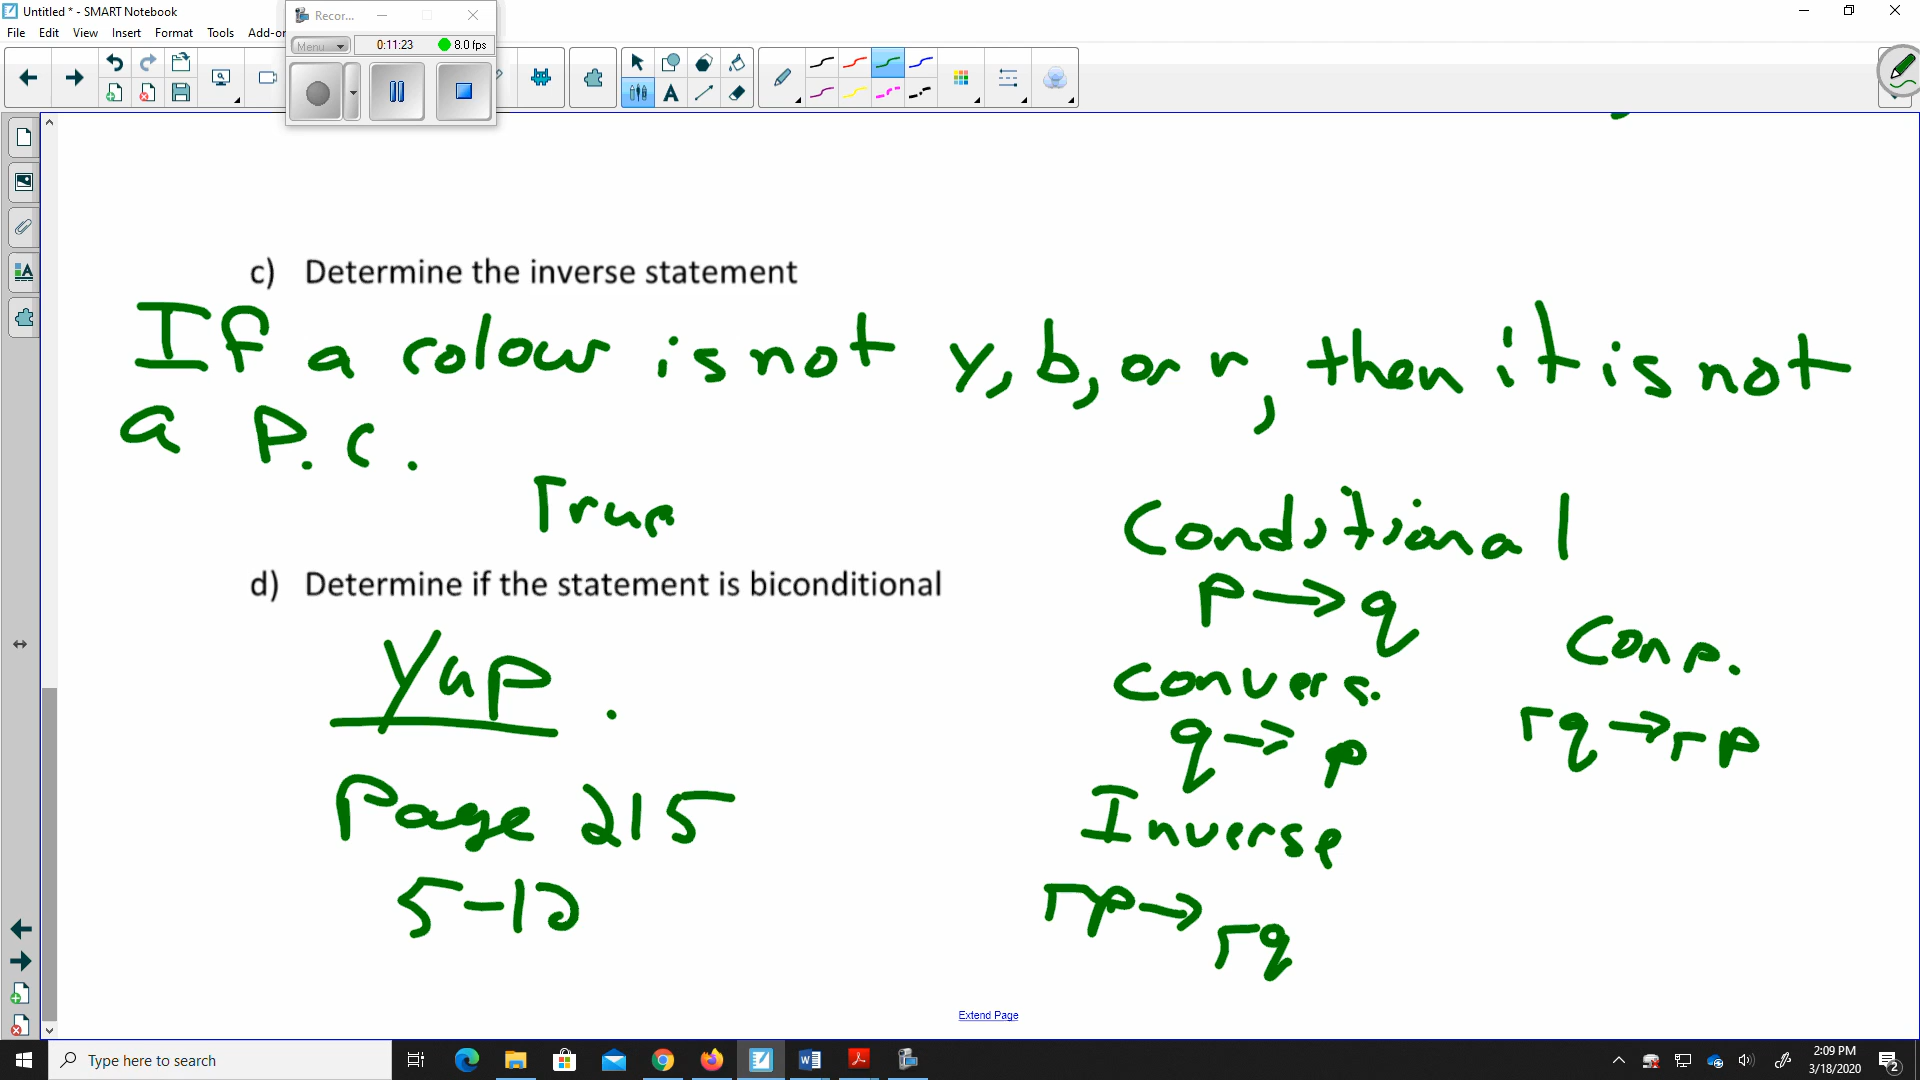 Untitled * - SMART Notebook
Recor...
File Edit View Insert Format Tools Add-o
Menu 0:11:23 8.0 fps
c) Determine the inverse statement
If a colour is not y, b, or r, then it is not
a P.C.
True
d) Determine if the statement is biconditional
Yup.
Page 215
5-12
Conditional
p → q
Convers.
q → p
Inverse
¬p → ¬q
Conp.
¬q → ¬p
Extend Page
Type here to search
2:09 PM
3/18/2020
2